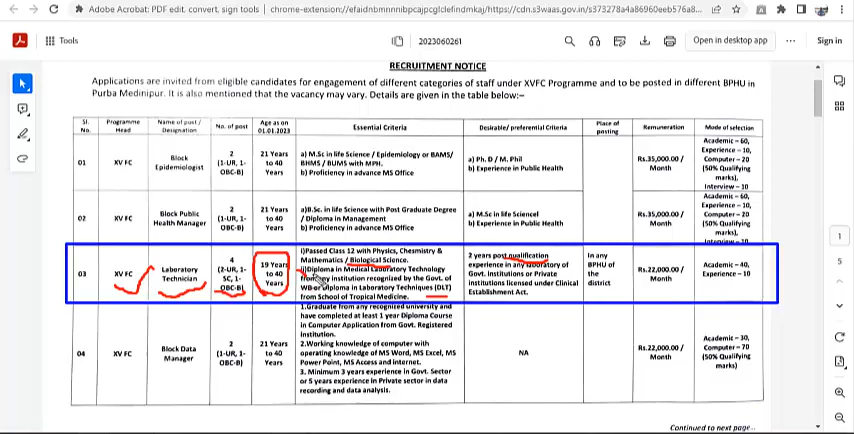 Adobe Acrobat: PDF edit, convert, sign tools | chrome-extension://efaidnbmnnnibpcajpcglclefindmkaj/https://cdn.s3waas.gov.in/s373278a4a86960eeb576a8...
Tools 2023060261 Open in desktop app ... Sign in
RECRUITMENT NOTICE
Applications are invited from eligible candidates for engagement of different categories of staff under XVFC Programme and to be posted in different BPHU in
Purba Medinipur. It is also mentioned that the vacancy may vary. Details are given in the table below:–
Sl. No.
Programme Head
Name of post / Designation
No. of post
Age as on 01.01.2023
Essential Criteria
Desirable/ preferential Criteria
Place of posting
Remuneration
Mode of selection
01
XV FC
Block
Epidemiologist
2
(1-UR, 1-
OBC-B)
21 Years
to 40
Years
a) M.Sc in life Science / Epidemiology or BAMS/
BHMS / BUMS with MPH.
b) Proficiency in advance MS Office
a) Ph. D / M. Phil
b) Experience in Public Health
Rs.35,000.00 /
Month
Academic – 60,
Experience – 10,
Computer – 20
(50% Qualifying
marks),
Interview – 10
02
XV FC
Block Public
Health Manager
2
(1-UR, 1-
OBC-B)
21 Years
to 40
Years
a)B.Sc. in life Science with Post Graduate Degree
/ Diploma in Management
b) Proficiency in advance MS Office
a) M.Sc in life Sciencel
b) Experience in Public Health
Rs.35,000.00 /
Month
Academic – 60,
Experience – 10,
Computer – 20
(50% Qualifying
marks),
Interview – 10
03
XV FC
Laboratory
Technician
4
(2-UR, 1-
SC, 1-
OBC-B)
19 Years
to 40
Years
i)Passed Class 12 with Physics, Chesmistry &
Mathematics / Biological Science.
ii)Diploma in Medical Laboratory Technology
from any institution recognized by the Govt. of
WB or Diploma in Laboratory Techniques (DLT)
from School of Tropical Medicine.
2 years post qualification
experience in any laboratory of
Govt. Institutions or Private
institutions licensed under Clinical
Establishment Act.
In any
BPHU of
the
district
Rs.22,000.00 /
Month
Academic – 40,
Experience – 10
04
XV FC
Block Data
Manager
2
(1-UR, 1-
OBC-B)
21 Years
to 40
Years
1.Graduate from any recognized university and
have completed at least 1 year Diploma Course
in Computer Application from Govt. Registered
Institution.
2.Working knowledge of computer with
operating knowledge of MS Word, MS Excel, MS
Power Point, MS Access and internet.
3. Minimum 3 years experience in Govt. Sector
or 5 years experience in Private sector in data
recording and data analysis.
NA
Rs.22,000.00 /
Month
Academic – 30,
Computer – 70
(50% Qualifying
marks)
Continued to next page..
1
5